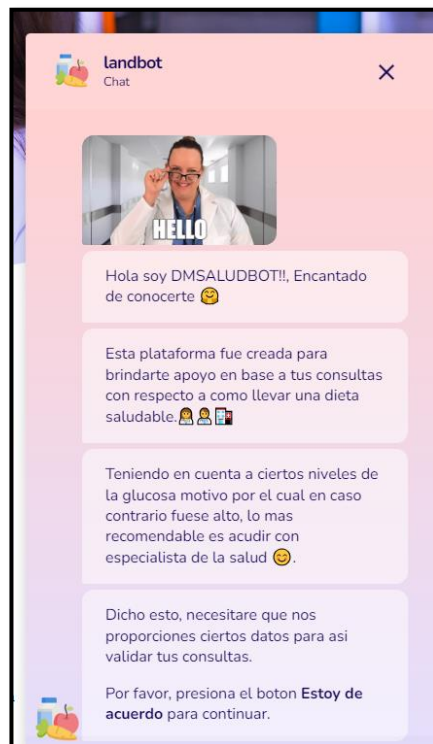 landbot
Chat
HELLO
Hola soy DMSALUDBOT!!, Encantado
de conocerte 🤗
Esta plataforma fue creada para
brindarte apoyo en base a tus consultas
con respecto a como llevar una dieta
saludable.👩‍⚕️👨‍⚕️🏥
Teniendo en cuenta a ciertos niveles de
la glucosa motivo por el cual en caso
contrario fuese alto, lo mas
recomendable es acudir con
especialista de la salud 😊.
Dicho esto, necesitare que nos
proporciones ciertos datos para asi
validar tus consultas.
Por favor, presiona el boton Estoy de
acuerdo para continuar.